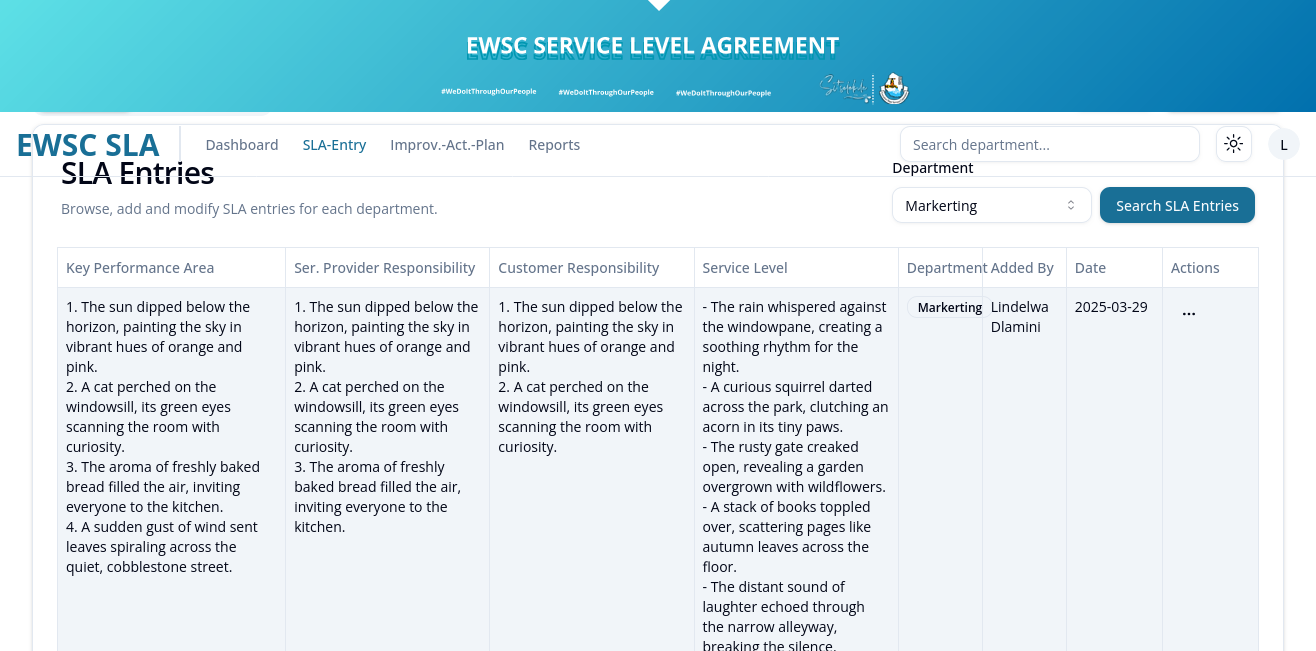 EWSC SERVICE LEVEL AGREEMENT
#WeDoItThroughOurPeople #WeDoItThroughOurPeople #WeDoItThroughOurPeople
EWSC SLA
Dashboard SLA-Entry Improv.-Act.-Plan Reports Search department... L
SLA Entries
Department
Browse, add and modify SLA entries for each department.
Markerting Search SLA Entries
Key Performance Area Ser. Provider Responsibility Customer Responsibility Service Level Department Added By Date Actions
1. The sun dipped below the
horizon, painting the sky in
vibrant hues of orange and
pink.
2. A cat perched on the
windowsill, its green eyes
scanning the room with
curiosity.
3. The aroma of freshly baked
bread filled the air, inviting
everyone to the kitchen.
4. A sudden gust of wind sent
leaves spiraling across the
quiet, cobblestone street.
1. The sun dipped below the
horizon, painting the sky in
vibrant hues of orange and
pink.
2. A cat perched on the
windowsill, its green eyes
scanning the room with
curiosity.
3. The aroma of freshly
baked bread filled the air,
inviting everyone to the
kitchen.
1. The sun dipped below the
horizon, painting the sky in
vibrant hues of orange and
pink.
2. A cat perched on the
windowsill, its green eyes
scanning the room with
curiosity.
- The rain whispered against
the windowpane, creating a
soothing rhythm for the
night.
- A curious squirrel darted
across the park, clutching an
acorn in its tiny paws.
- The rusty gate creaked
open, revealing a garden
overgrown with wildflowers.
- A stack of books toppled
over, scattering pages like
autumn leaves across the
floor.
- The distant sound of
laughter echoed through
the narrow alleyway,
breaking the silence.
Markerting
Lindelwa
Dlamini
2025-03-29
...